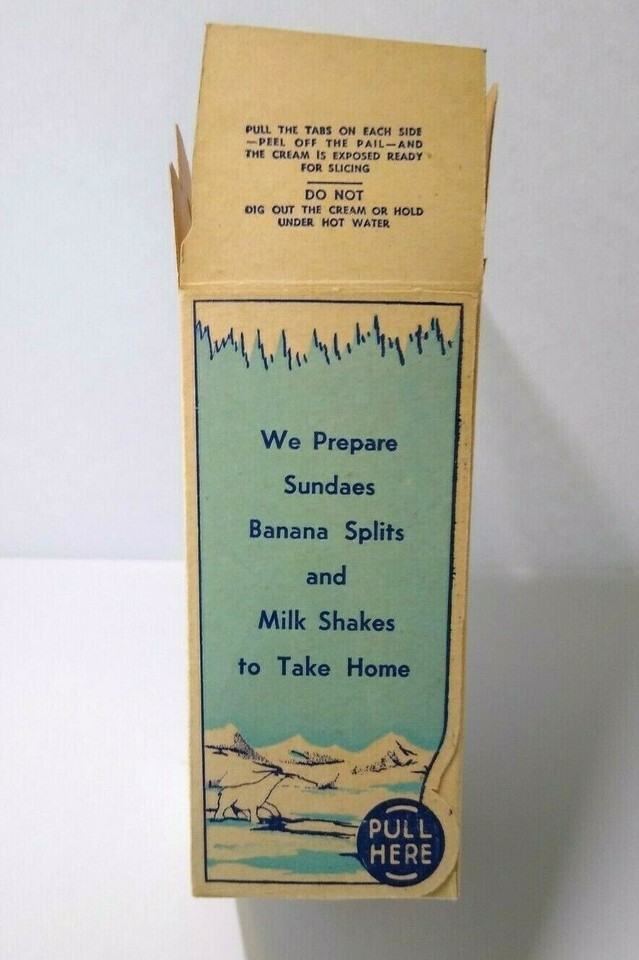 PULL THE TABS ON EACH SIDE
—PEEL OFF THE PAIL—AND
THE CREAM IS EXPOSED READY
FOR SLICING
DO NOT
DIG OUT THE CREAM OR HOLD
UNDER HOT WATER
We Prepare
Sundaes
Banana Splits
and
Milk Shakes
to Take Home
PULL
HERE